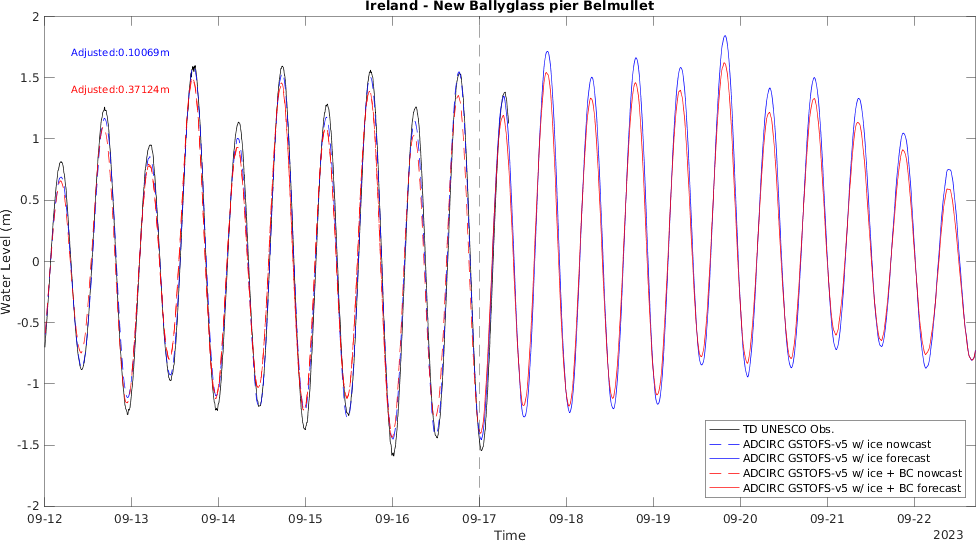 Ireland - New Ballyglass pier Belmullet
Adjusted:0.10069m
Adjusted:0.37124m
2
1.5
1
0.5
0
-0.5
-1
-1.5
-2
Water Level (m)
09-12 09-13 09-14 09-15 09-16 09-17 09-18 09-19 09-20 09-21 09-22
Time
2023
TD UNESCO Obs.
ADCIRC GSTOFS-v5 w/ ice nowcast
ADCIRC GSTOFS-v5 w/ ice forecast
ADCIRC GSTOFS-v5 w/ ice + BC nowcast
ADCIRC GSTOFS-v5 w/ ice + BC forecast